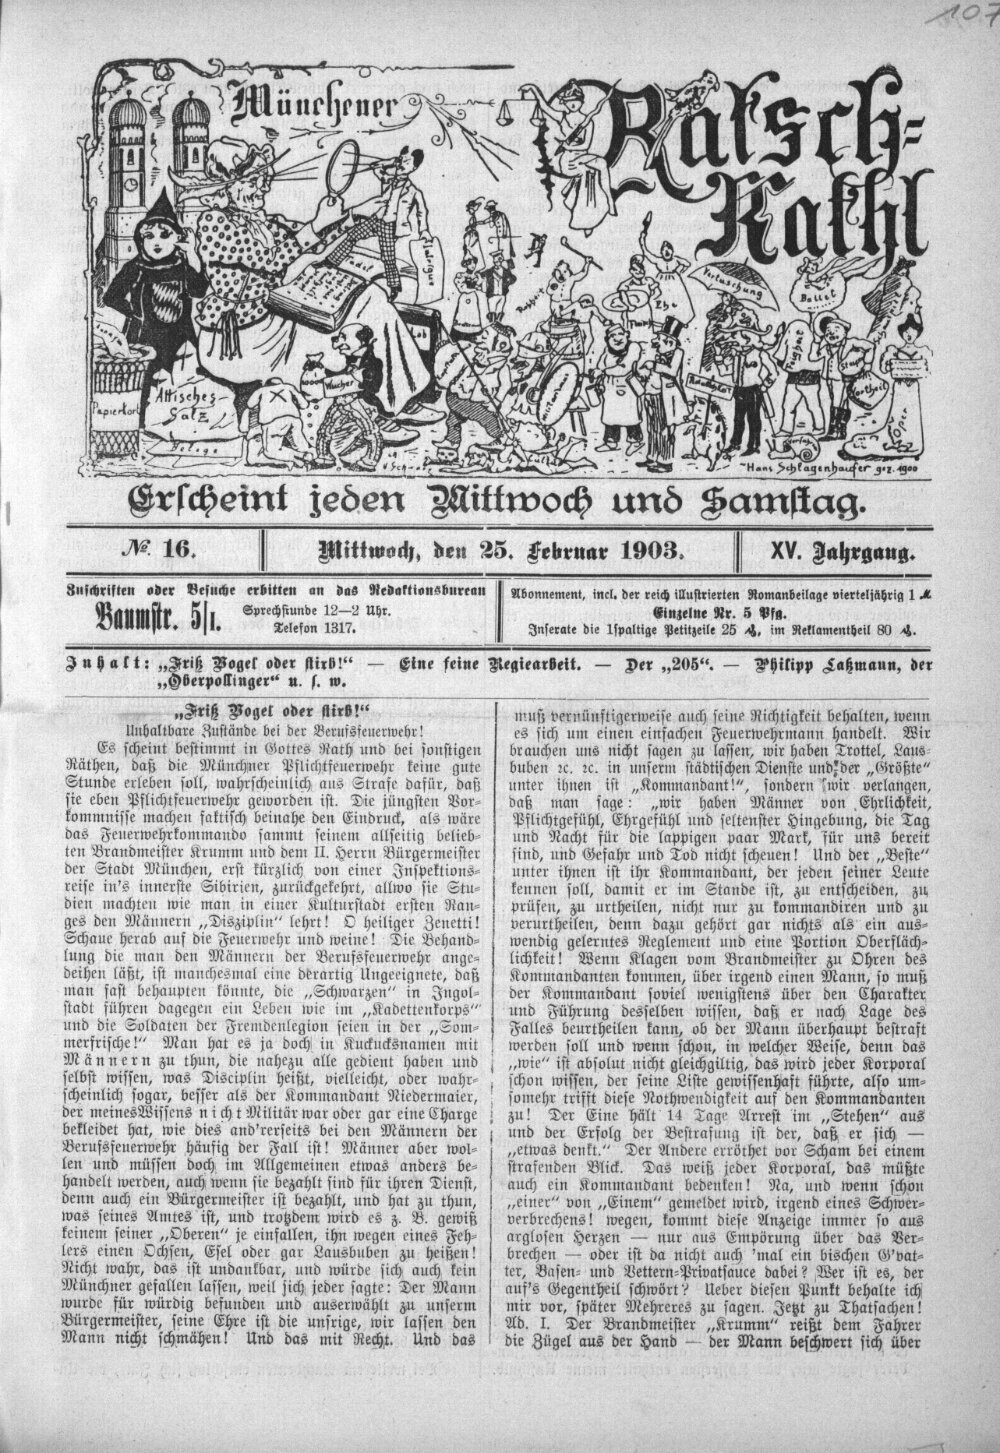 107
Münchener
Ratsch-
Kathl
Vertuschung
Ballet
Wucher
Papierkorb
Attisches
Salz
Hans Schlagenhaufer gez. 1900
Erscheint jeden Mittwoch und Samstag.
№ 16.
Mittwoch, den 25. Februar 1903.
XV. Jahrgang.
Zuschriften oder Besuche erbitten an das Redaktionsbureau
Baumstr. 5/I.
Sprechstunde 12—2 Uhr.
Telefon 1317.
Abonnement, incl. der reich illustrierten Romanbeilage vierteljährig 1 M
Einzelne Nr. 5 Pfg.
Inserate die 1spaltige Petitzeile 25 ₰, im Reklamentheil 80 ₰.
Inhalt: „Friß Vogel oder stirb!“ — Eine feine Regiearbeit. — Der „205“. — Philipp Laßmann, der
„Oberpollinger“ u. s. w.
„Friß Vogel oder stirb!“
Unhaltbare Zustände bei der Berufsfeuerwehr!
Es scheint bestimmt in Gottes Rath und bei sonstigen
Räthen, daß die Münchner Pflichtfeuerwehr keine gute
Stunde erleben soll, wahrscheinlich aus Strafe dafür, daß
sie eben Pflichtfeuerwehr geworden ist. Die jüngsten Vor-
kommnisse machen faktisch beinahe den Eindruck, als wäre
das Feuerwehrkommando sammt seinem allseitig belieb-
ten Brandmeister Krumm und dem II. Herrn Bürgermeister
der Stadt München, erst kürzlich von einer Inspektions-
reise in's innerste Sibirien, zurückgekehrt, allwo sie Stu-
dien machten wie man in einer Kulturstadt ersten Ran-
ges den Männern „Disziplin“ lehrt! O heiliger Zenetti!
Schaue herab auf die Feuerwehr und weine! Die Behand-
lung die man den Männern der Berufsfeuerwehr ange-
deihen läßt, ist manchesmal eine derartig Ungeeignete, daß
man fast behaupten könnte, die „Schwarzen“ in Ingol-
stadt führen dagegen ein Leben wie im „Kadettenkorps“
und die Soldaten der Fremdenlegion seien in der „Som-
merfrische!“ Man hat es ja doch in Kuckucksnamen mit
Männern zu thun, die nahezu alle gedient haben und
selbst wissen, was Disciplin heißt, vielleicht, oder wahr-
scheinlich sogar, besser als der Kommandant Niedermaier,
der meines Wissens nicht Militär war oder gar eine Charge
bekleidet hat, wie dies and'rerseits bei den Männern der
Berufsfeuerwehr häufig der Fall ist! Männer aber wol-
len und müssen doch im Allgemeinen etwas anders be-
handelt werden, auch wenn sie bezahlt sind für ihren Dienst,
denn auch ein Bürgermeister ist bezahlt, und hat zu thun,
was seines Amtes ist, und trotzdem wird es z. B. gewiß
keinem seiner „Oberen“ je einfallen, ihn wegen eines Feh-
lers einen Ochsen, Esel oder gar Lausbuben zu heißen!
Nicht wahr, das ist undankbar, und würde sich auch kein
Münchner gefallen lassen, weil sich jeder sagte: Der Mann
wurde für würdig befunden und auserwählt zu unserm
Bürgermeister, seine Ehre ist die unsrige, wir lassen den
Mann nicht schmähen! Und das mit Recht. Und das
muß vernünftigerweise auch seine Richtigkeit behalten, wenn
es sich um einen einfachen Feuerwehrmann handelt. Wir
brauchen uns nicht sagen zu lassen, wir haben Trottel, Laus-
buben ꝛc. ꝛc. in unserm städtischen Dienste und der „Größte“
unter ihnen ist „Kommandant!“, sondern wir verlangen,
daß man sage: „wir haben Männer von Ehrlichkeit,
Pflichtgefühl, Ehrgefühl und seltenster Hingebung, die Tag
und Nacht für die lappigen paar Mark, für uns bereit
sind, und Gefahr und Tod nicht scheuen! Und der „Beste“
unter ihnen ist ihr Kommandant, der jeden seiner Leute
kennen soll, damit er im Stande ist, zu entscheiden, zu
prüfen, zu urtheilen, nicht nur zu kommandiren und zu
verurtheilen, denn dazu gehört gar nichts als ein aus-
wendig gelerntes Reglement und eine Portion Oberfläch-
lichkeit! Wenn Klagen vom Brandmeister zu Ohren des
Kommandanten kommen, über irgend einen Mann, so muß
der Kommandant soviel wenigstens über den Charakter
und Führung desselben wissen, daß er nach Lage des
Falles beurtheilen kann, ob der Mann überhaupt bestraft
werden soll und wenn schon, in welcher Weise, denn das
„wie“ ist absolut nicht gleichgiltig, das wird jeder Korporal
schon wissen, der seine Liste gewissenhaft führte, also um-
somehr trifft diese Nothwendigkeit auf den Kommandanten
zu! Der Eine hält 14 Tage Arrest im „Stehen“ aus
und der Erfolg der Bestrafung ist der, daß er sich —
„etwas denkt.“ Der Andere erröthet vor Scham bei einem
strafenden Blick. Das weiß jeder Korporal, das müßte
auch ein Kommandant bedenken! Na, und wenn schon
„einer“ von „Einem“ gemeldet wird, irgend eines Schwer-
verbrechens! wegen, kommt diese Anzeige immer so aus
arglosen Herzen — nur aus Empörung über das Ver-
brechen — oder ist da nicht auch 'mal ein bischen G'vat-
ter, Basen- und Vettern-Privatsauce dabei? Wer ist es, der
auf's Gegentheil schwört? Ueber diesen Punkt behalte ich
mir vor, später Mehreres zu sagen. Jetzt zu Thatsachen!
Ad. I. Der Brandmeister „Krumm“ reißt dem Fahrer
die Zügel aus der Hand — der Mann beschwert sich über